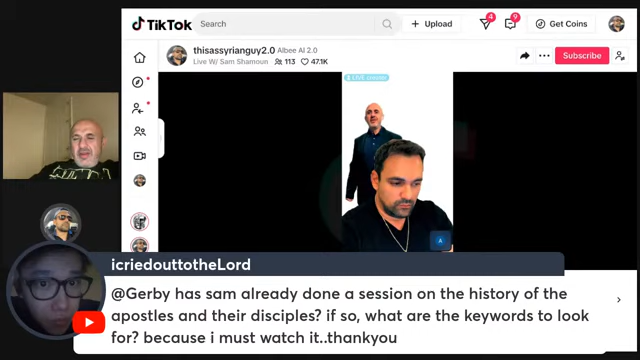 TikTok
Search
+ Upload
4
9
Get Coins
thisassyrianguy2.0 Albee AI 2.0
Live W/ Sam Shamoun 113 47.1K
Subscribe
icriedouttotheLord
@Gerby has sam already done a session on the history of the
apostles and their disciples? if so, what are the keywords to look
for? because i must watch it..thankyou